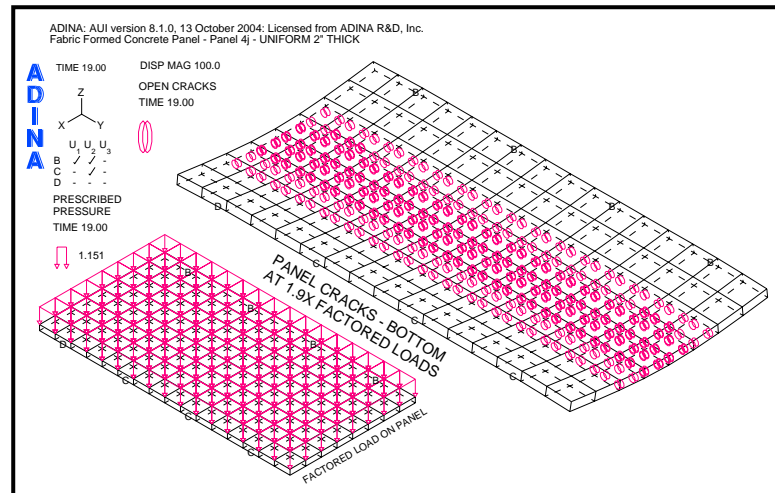 ADINA: AUI version 8.1.0, 13 October 2004: Licensed from ADINA R&D, Inc.
Fabric Formed Concrete Panel - Panel 4j - UNIFORM 2" THICK
ADINA
TIME 19.00
Z
X Y
U1 U2 U3
B ✓ ✓ -
C - ✓ -
D - - -
PRESCRIBED
PRESSURE
TIME 19.00
1.151
DISP MAG 100.0
OPEN CRACKS
TIME 19.00
B
B
B
B
D
C
C
C
PANEL CRACKS - BOTTOM
AT 1.9X FACTORED LOADS
B
B
B
B
D
C
C
C
FACTORED LOAD ON PANEL